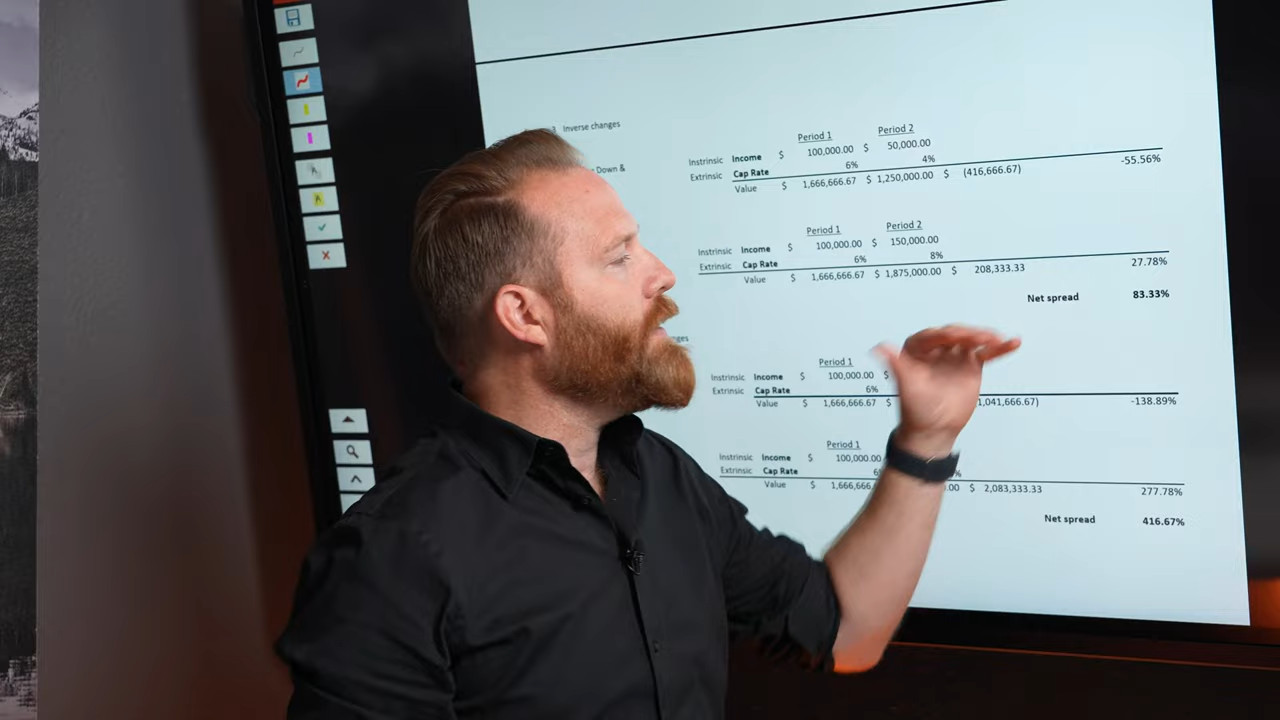 Inverse changes
Down &
Period 1 Period 2
Instrinsic Income $ 100,000.00 $ 50,000.00
Extrinsic Cap Rate 6% 4%
Value $ 1,666,666.67 $ 1,250,000.00 $ (416,666.67) -55.56%
Period 1 Period 2
Instrinsic Income $ 100,000.00 $ 150,000.00
Extrinsic Cap Rate 6% 8%
Value $ 1,666,666.67 $ 1,875,000.00 $ 208,333.33 27.78%
Net spread 83.33%
Period 1
Instrinsic Income $ 100,000.00 $
Extrinsic Cap Rate 6%
Value $ 1,666,666.67 $ 1,041,666.67) -138.89%
Period 1
Instrinsic Income $ 100,000.00
Extrinsic Cap Rate
Value $ $ 2,083,333.33 277.78%
Net spread 416.67%